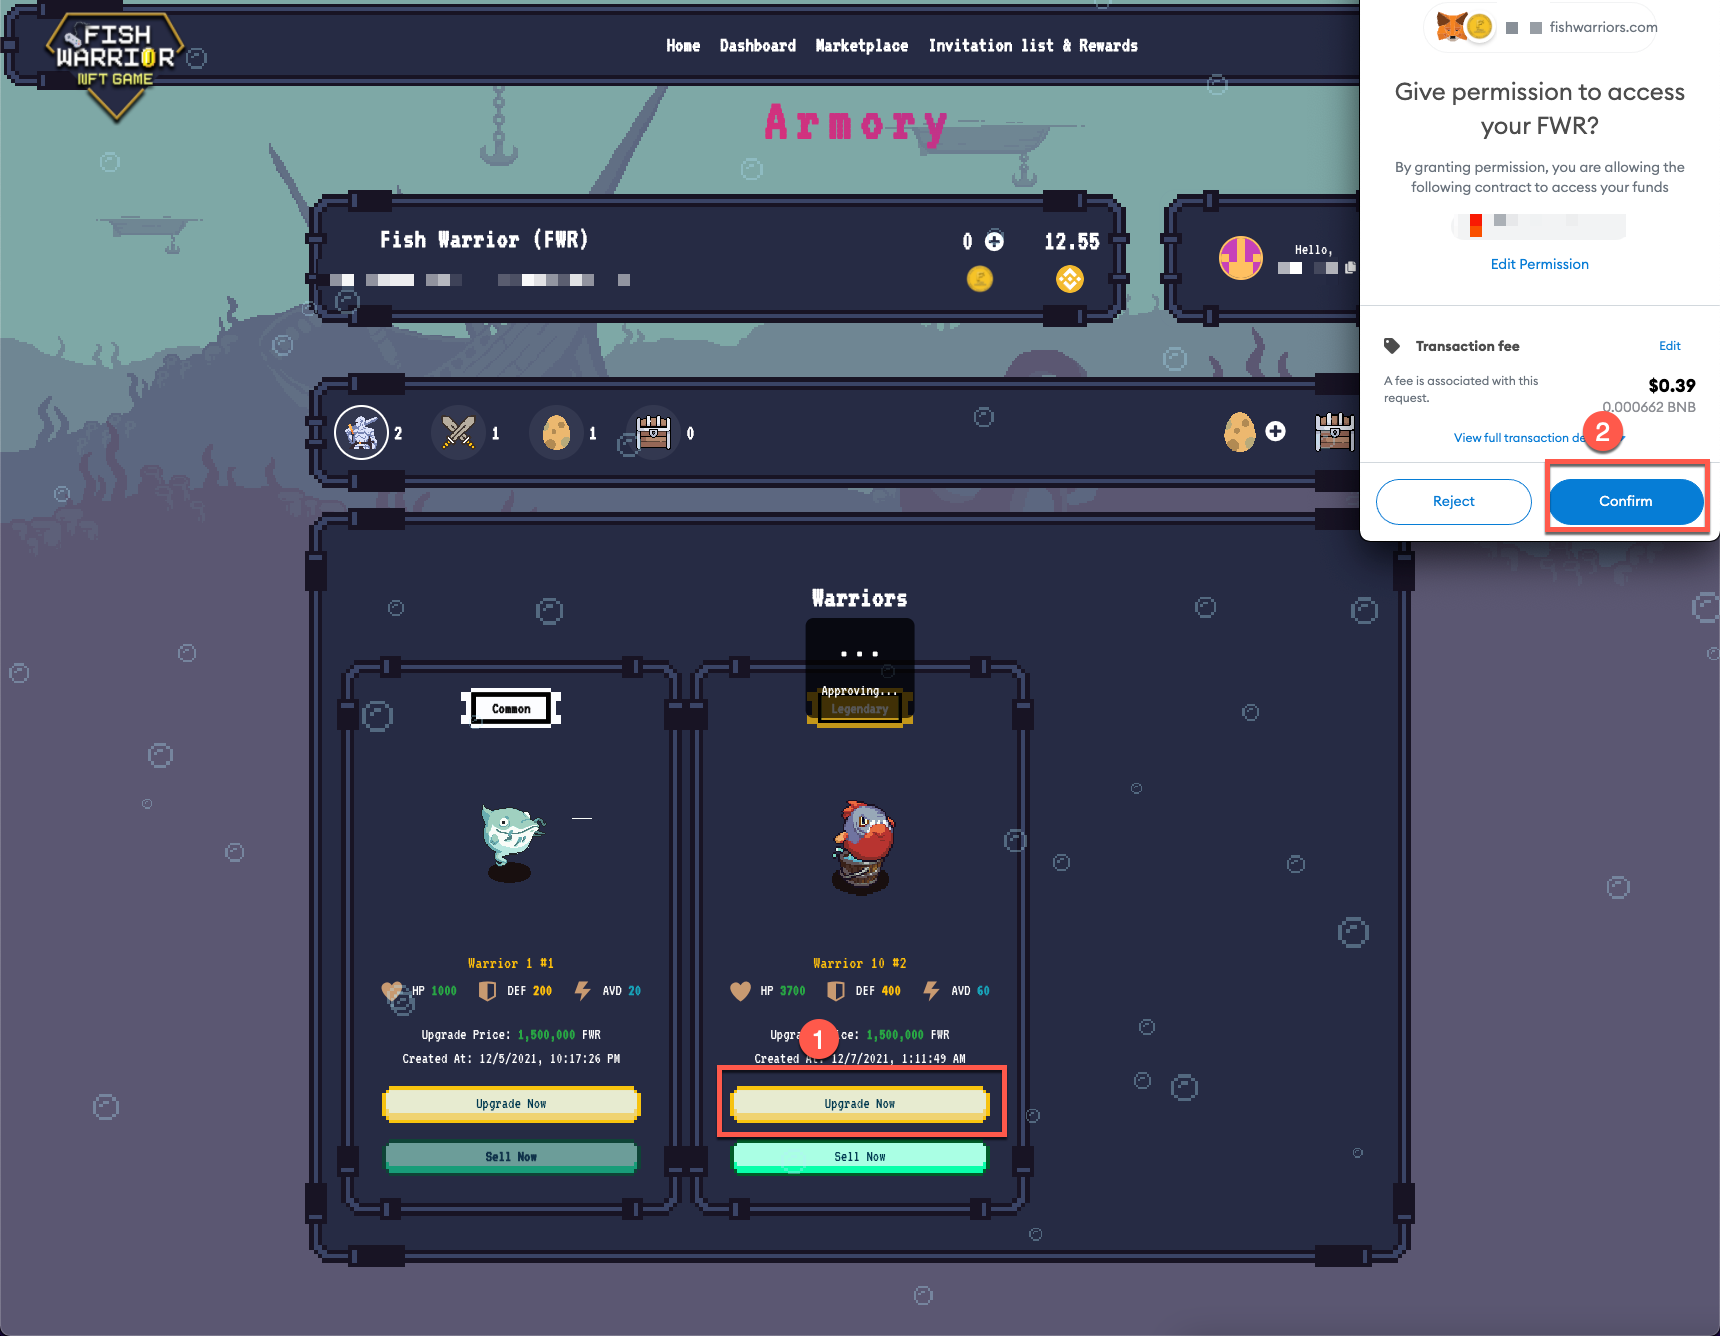 FISH
WARRIOR
NFT GAME
Home Dashboard Marketplace Invitation list & Rewards
Armory
Fish Warrior (FWR)
0 12.55
Hello,
2 1 1 0
Warriors
...
Approving...
Common
Legendary
Warrior 1 #1
HP 1000 DEF 200 AVD 20
Upgrade Price: 1,500,000 FWR
Created At: 12/5/2021, 10:17:26 PM
Upgrade Now
Sell Now
Warrior 10 #2
HP 3700 DEF 400 AVD 60
1,500,000 FWR
1
Created At: 12/7/2021, 1:11:49 AM
Upgrade Now
Sell Now
fishwarriors.com
Give permission to access
your FWR?
By granting permission, you are allowing the
following contract to access your funds
Edit Permission
Transaction fee Edit
A fee is associated with this
request.
$0.39
0.000662 BNB
View full transaction
2
Reject Confirm